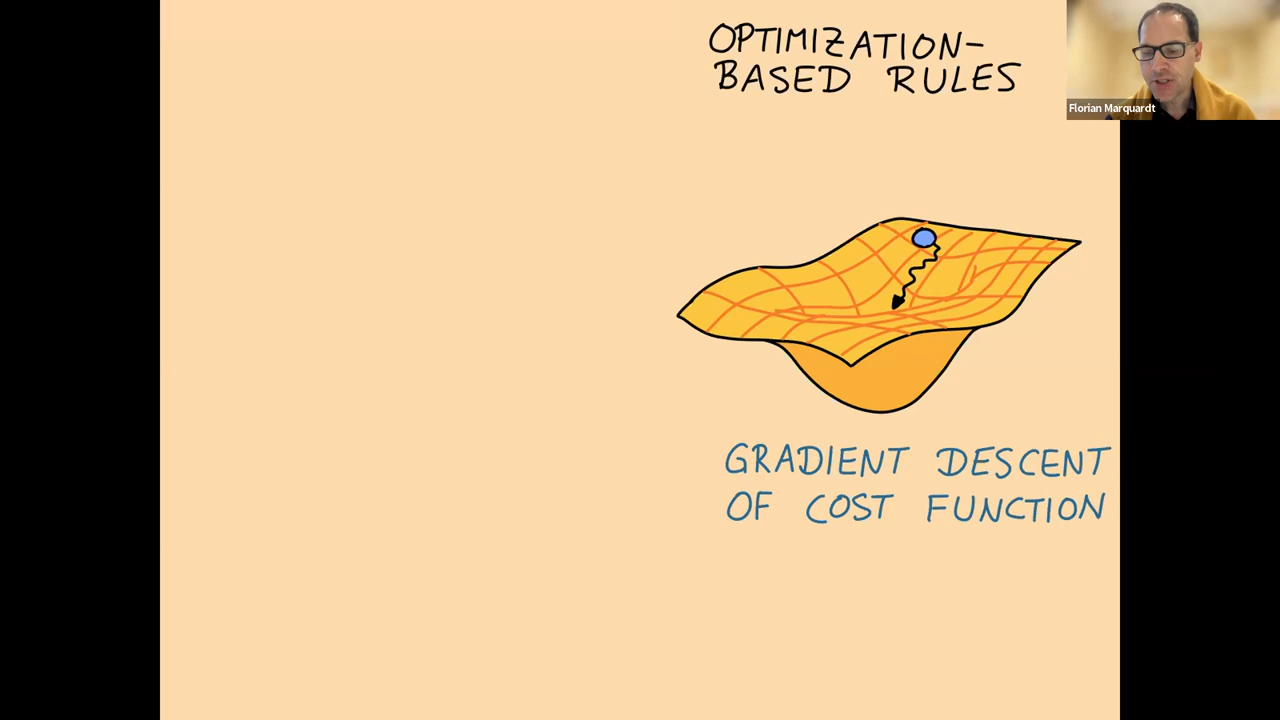 OPTIMIZATION-
BASED RULES
Florian Marquardt
GRADIENT DESCENT
OF COST FUNCTION